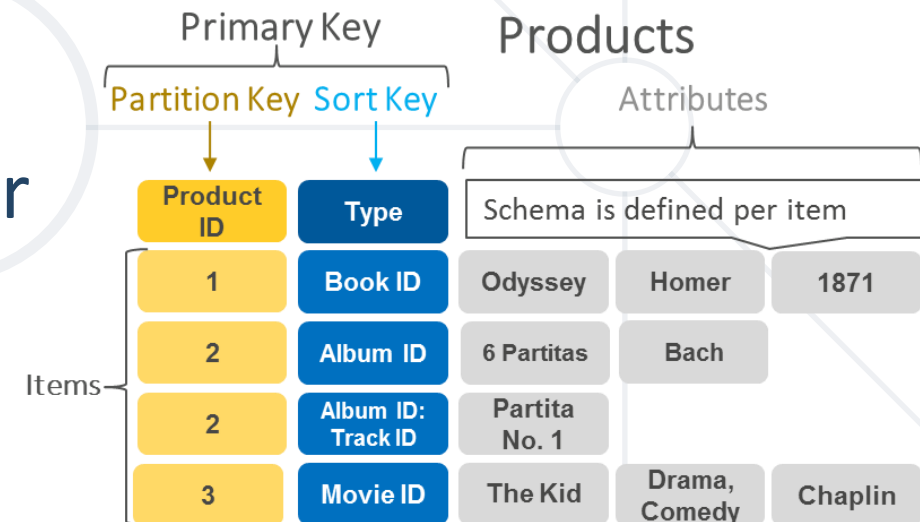 Primary Key
Products
Partition Key Sort Key
Attributes
r
Product
ID
Type
Schema is defined per item
1
Book ID
Odyssey
Homer
1871
2
Album ID
6 Partitas
Bach
Items
2
Album ID:
Track ID
Partita
No. 1
3
Movie ID
The Kid
Drama,
Comedy
Chaplin